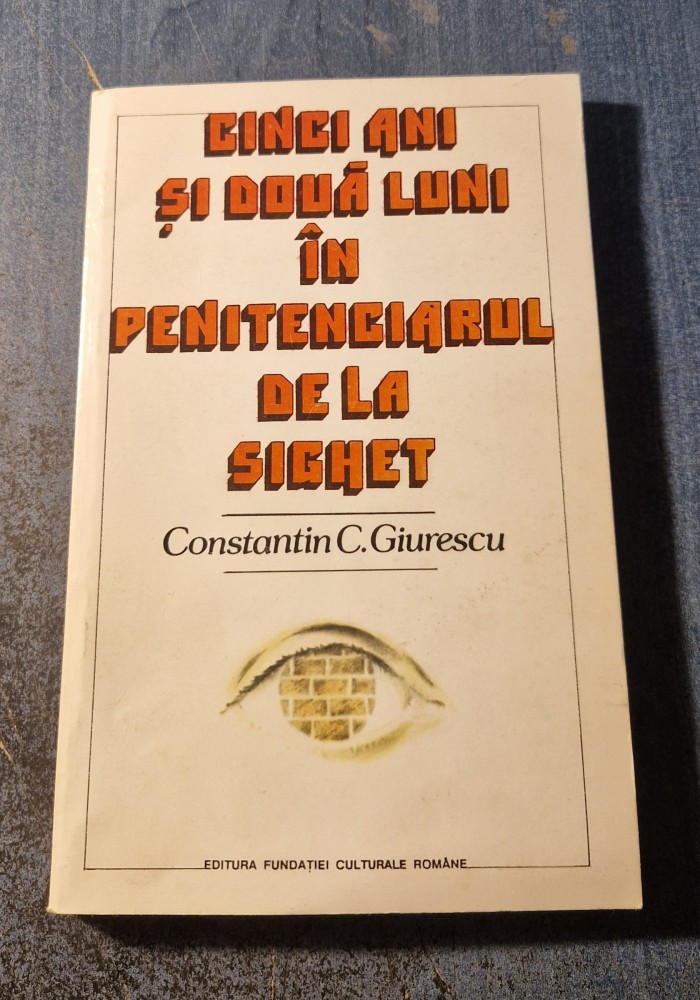 CINCI ANI
ȘI DOUĂ LUNI
ÎN
PENITENCIARUL
DE LA
SIGHET
Constantin C. Giurescu
EDITURA FUNDAȚIEI CULTURALE ROMÂNE